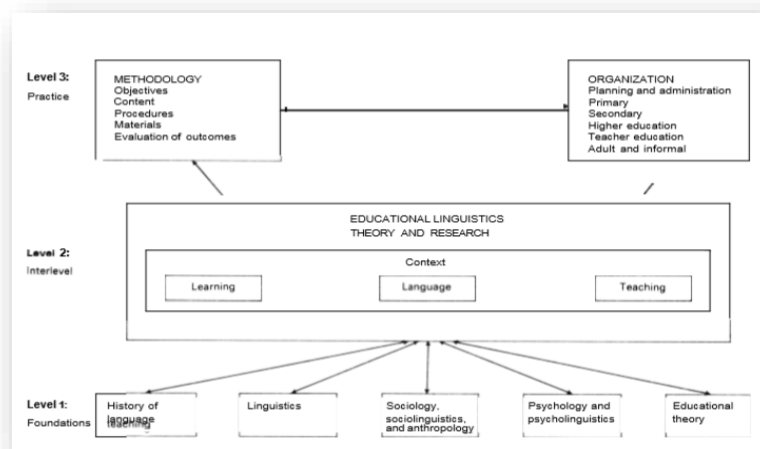 Level 3:
Practice
METHODOLOGY
Objectives
Content
Procedures
Materials
Evaluation of outcomes
ORGANIZATION
Planning and administration
Primary
Secondary
Higher education
Teacher education
Adult and informal
Level 2:
Interlevel
EDUCATIONAL LINGUISTICS
THEORY AND RESEARCH
Context
Learning
Language
Teaching
Level 1:
Foundations
History of
language
teaching
Linguistics
Sociology,
sociolinguistics,
and anthropology
Psychology and
psycholinguistics
Educational
theory